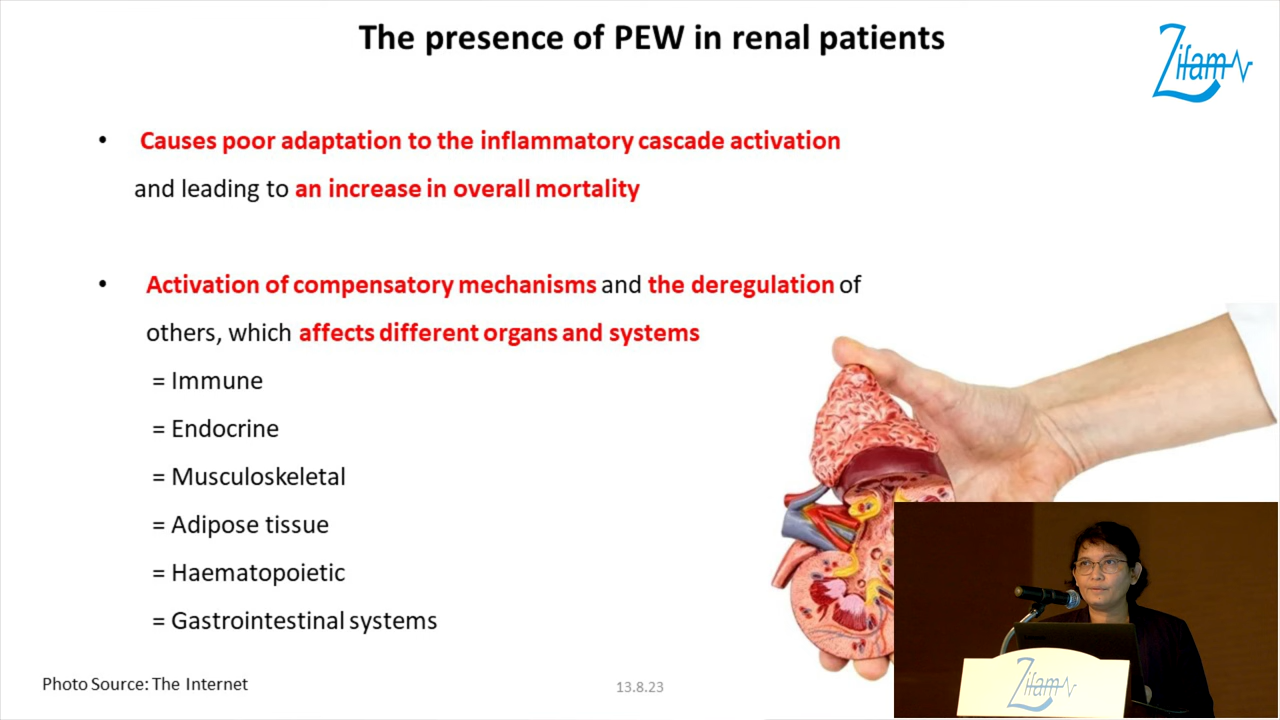 The presence of PEW in renal patients
Zifam
• Causes poor adaptation to the inflammatory cascade activation
and leading to an increase in overall mortality
• Activation of compensatory mechanisms and the deregulation of
others, which affects different organs and systems
= Immune
= Endocrine
= Musculoskeletal
= Adipose tissue
= Haematopoietic
= Gastrointestinal systems
Photo Source: The Internet
13.8.23
Zifam